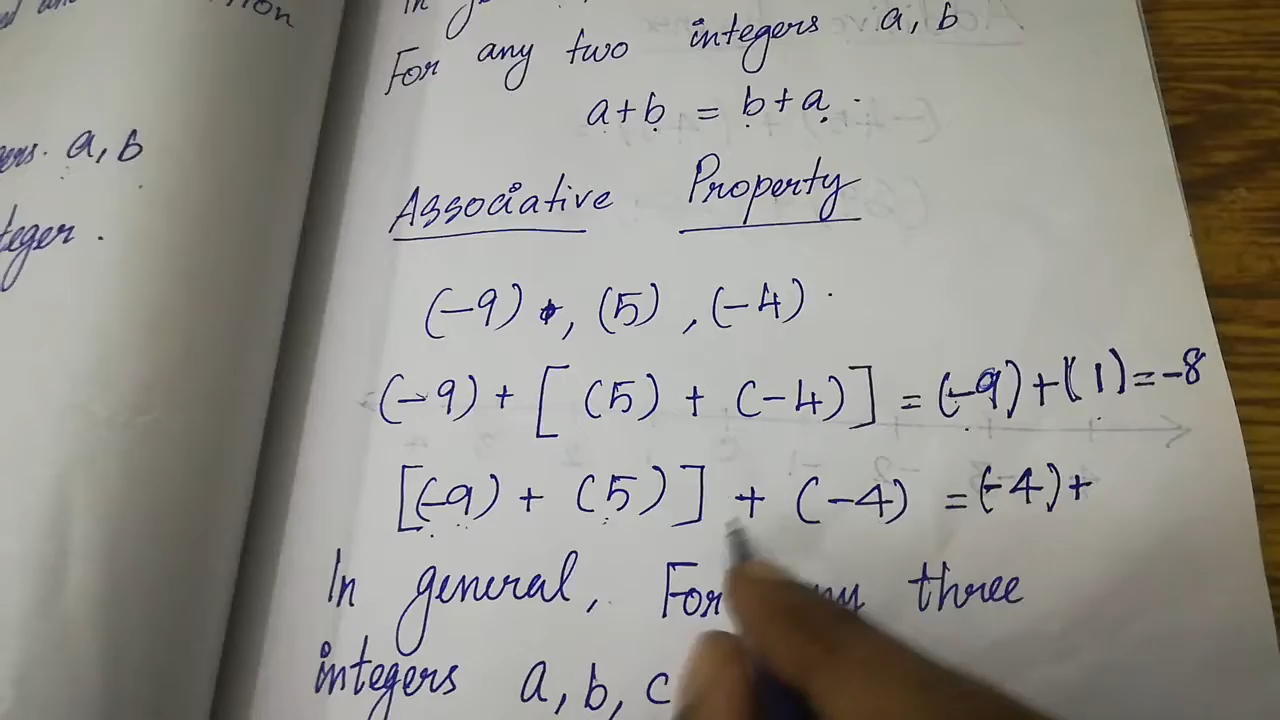 a, b
teger.
For any two integers a, b
a+b = b+a.
Associative Property
(-9) , (5) , (-4).
(-9) + [(5) + (-4)] = (-9)+(1)=-8
[(-9) + (5)] + (-4) = (-4)+
In general, For three
integers a, b, c